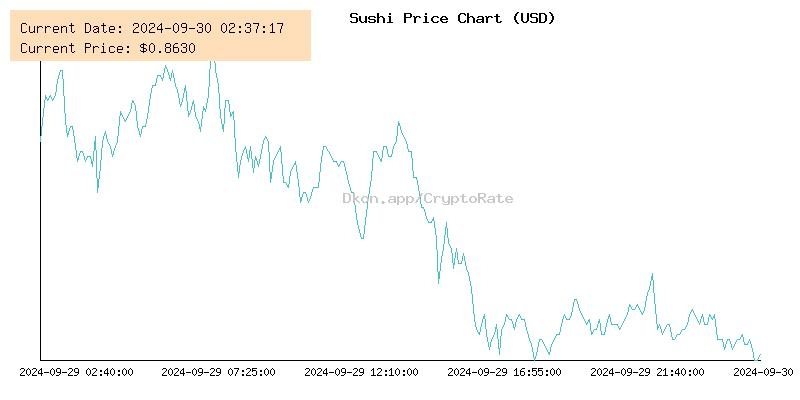 Sushi Price Chart (USD)
Current Date: 2024-09-30 02:37:17
Current Price: $0.8630
Dkon.app/CryptoRate
2024-09-29 02:40:00 2024-09-29 07:25:00 2024-09-29 12:10:00 2024-09-29 16:55:00 2024-09-29 21:40:00 2024-09-30